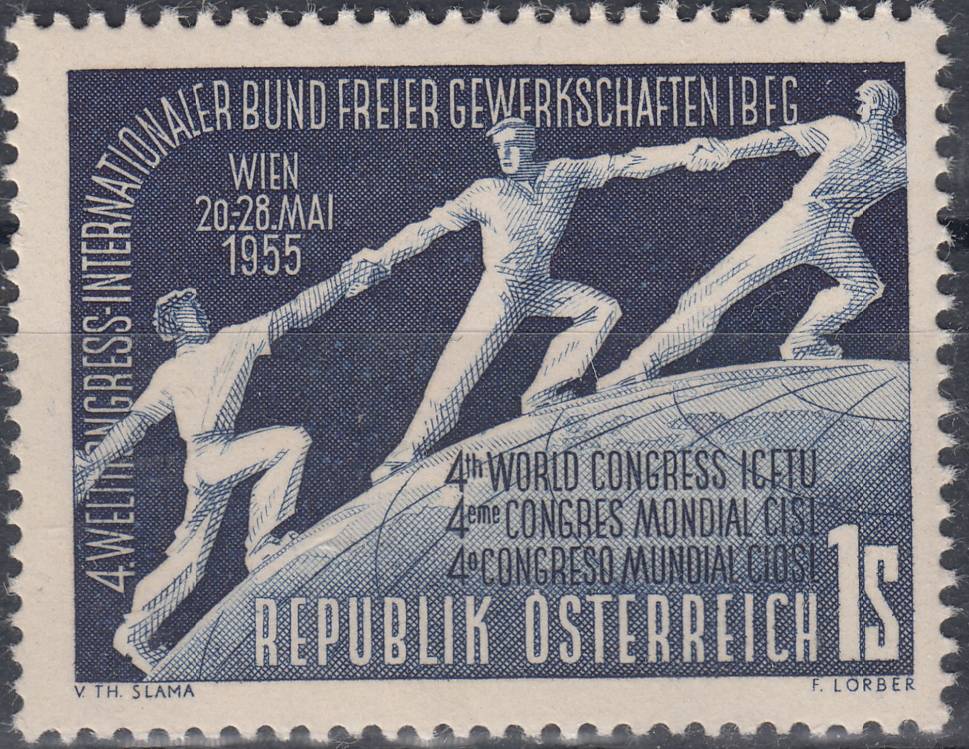 4.WELTKONGRESS-INTERNATIONALER BUND FREIER GEWERKSCHAFTEN IBFG
WIEN
20.-28.MAI
1955
4th WORLD CONGRESS ICFTU
4eme CONGRES MONDIAL CISL
4º CONGRESO MUNDIAL CIOSL
REPUBLIK ÖSTERREICH 1S
V. TH. SLAMA
F. LORBER